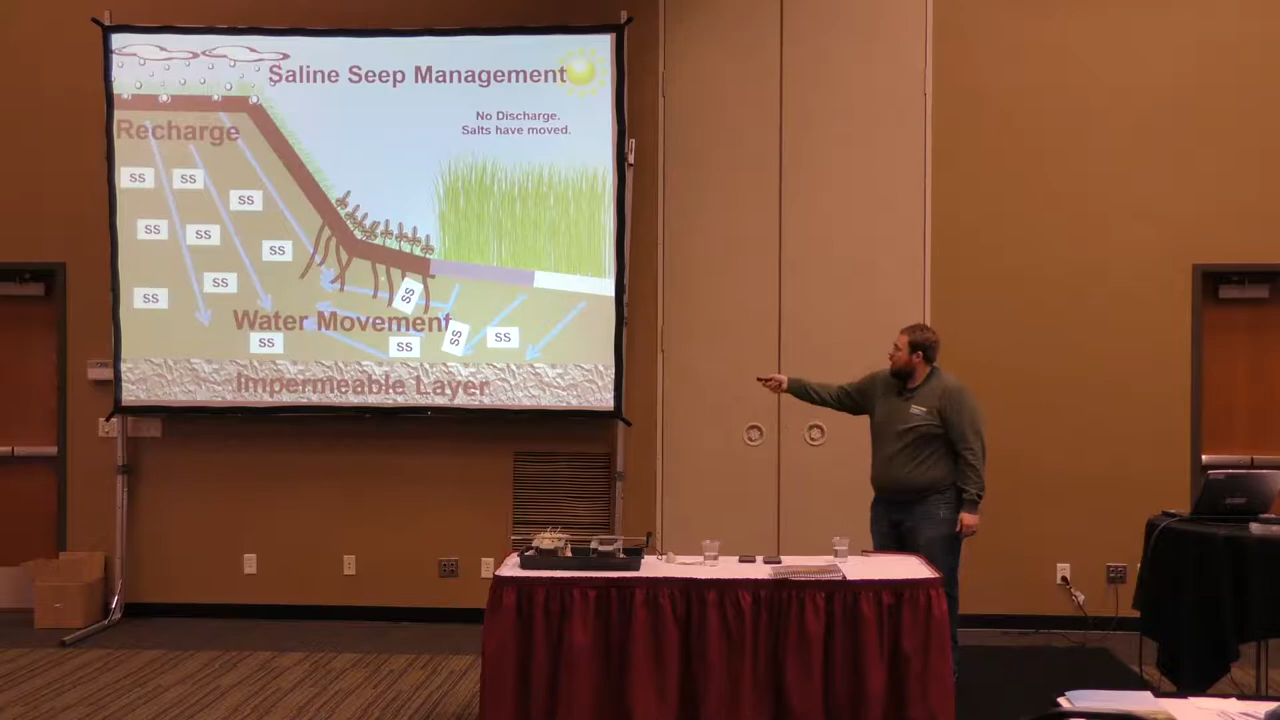 Saline Seep Management
No Discharge.
Salts have moved.
Recharge
SS
SS
SS
SS
SS
SS
SS
SS
SS
Water Movement
SS
SS
SS
SS
Impermeable Layer